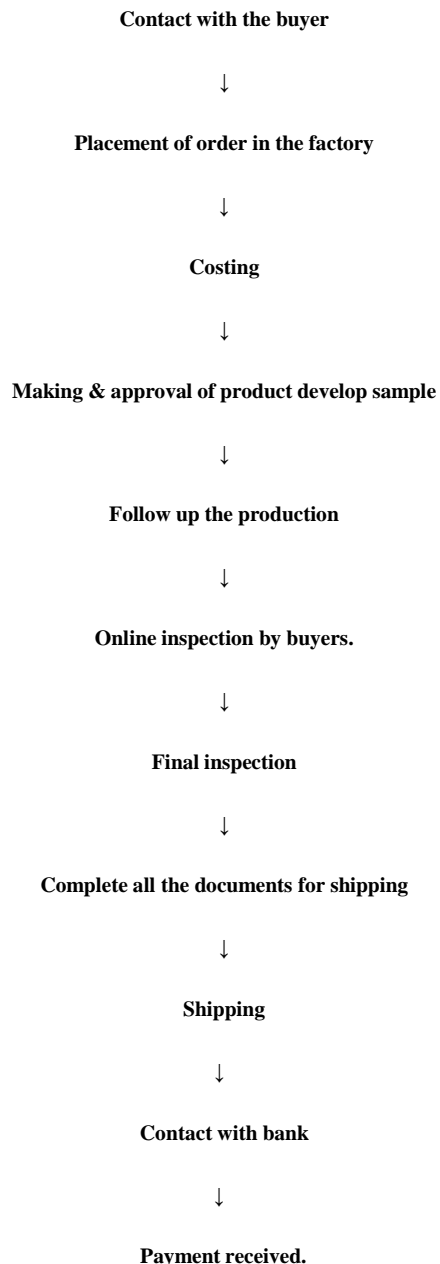 Contact with the buyer
↓
Placement of order in the factory
↓
Costing
↓
Making & approval of product develop sample
↓
Follow up the production
↓
Online inspection by buyers.
↓
Final inspection
↓
Complete all the documents for shipping
↓
Shipping
↓
Contact with bank
↓
Payment received.